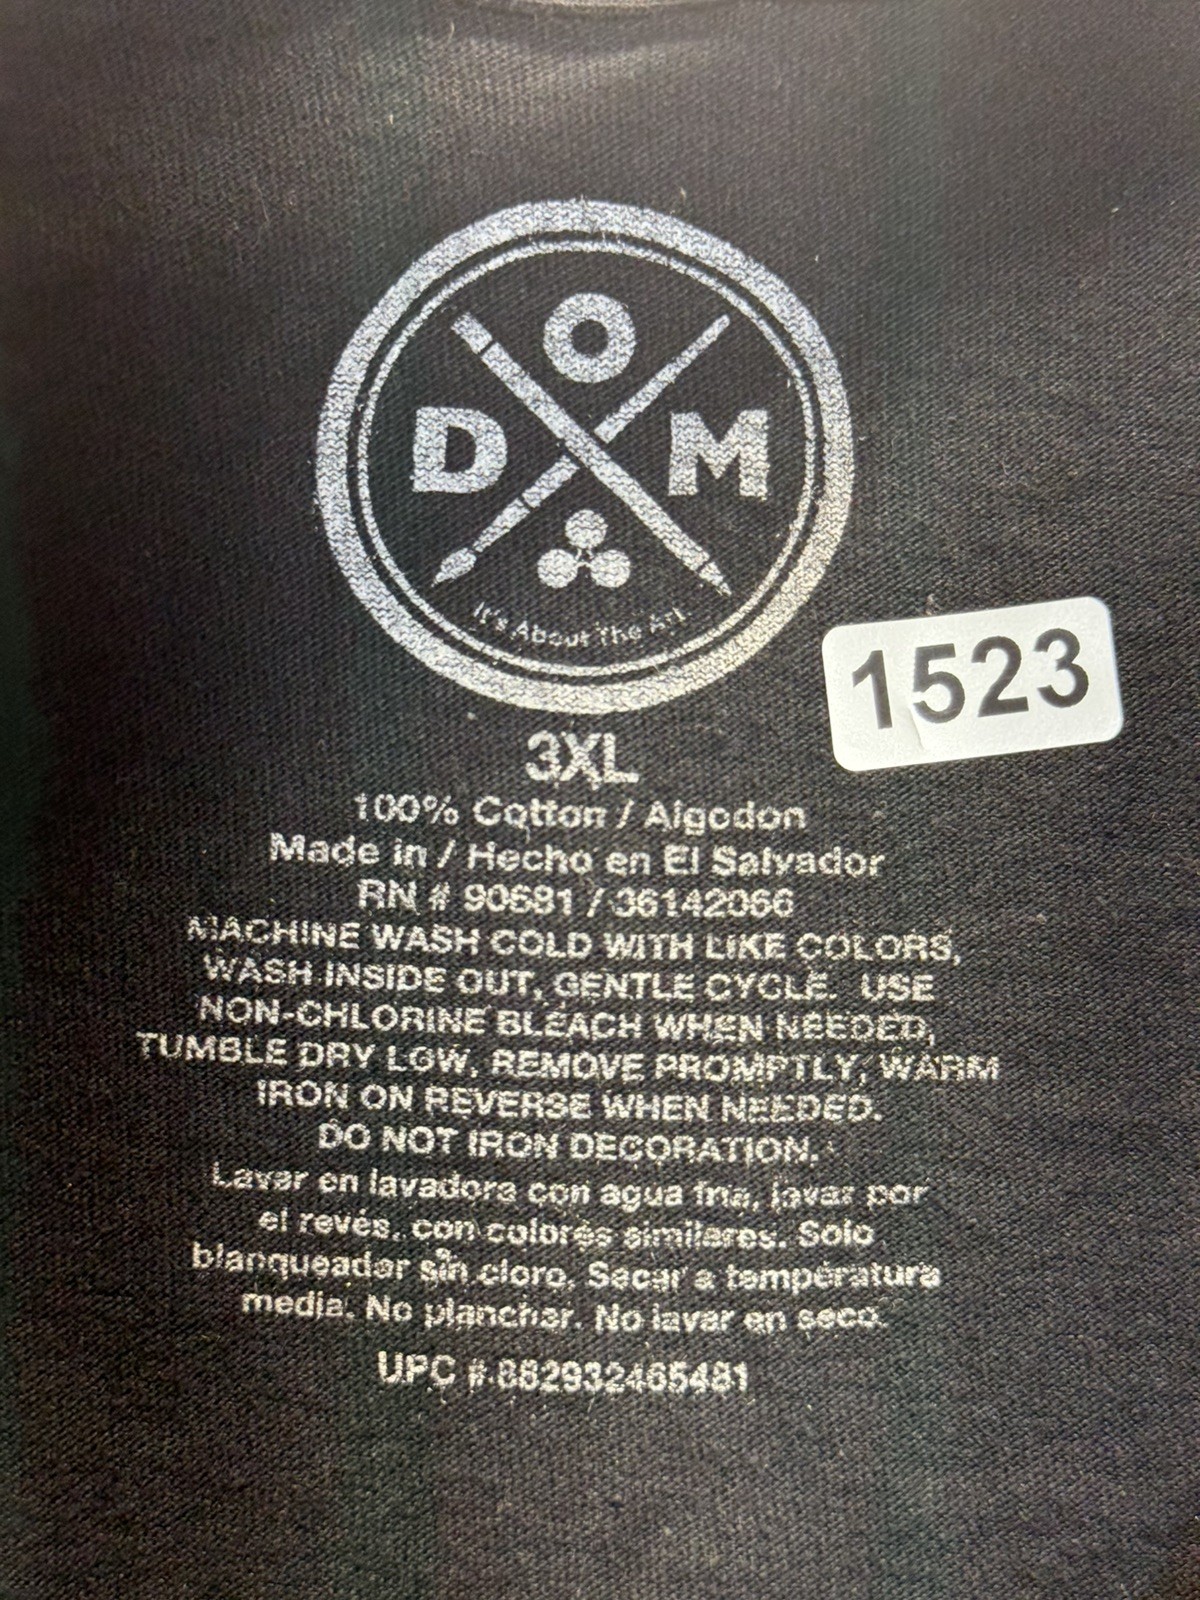 O
D M
It's About The Art.
1523
3XL
100% Cotton / Algodon
Made in / Hecho en El Salvador
RN # 90681 / 36142066
MACHINE WASH COLD WITH LIKE COLORS,
WASH INSIDE OUT, GENTLE CYCLE. USE
NON-CHLORINE BLEACH WHEN NEEDED,
TUMBLE DRY LOW, REMOVE PROMPTLY, WARM
IRON ON REVERSE WHEN NEEDED.
DO NOT IRON DECORATION.
Lavar en lavadora con agua fria, lavar por
el revés, con colores similares. Solo
blanqueador sin cloro. Secar a temperatura
media. No planchar. No lavar en seco.
UPC # 882932465481